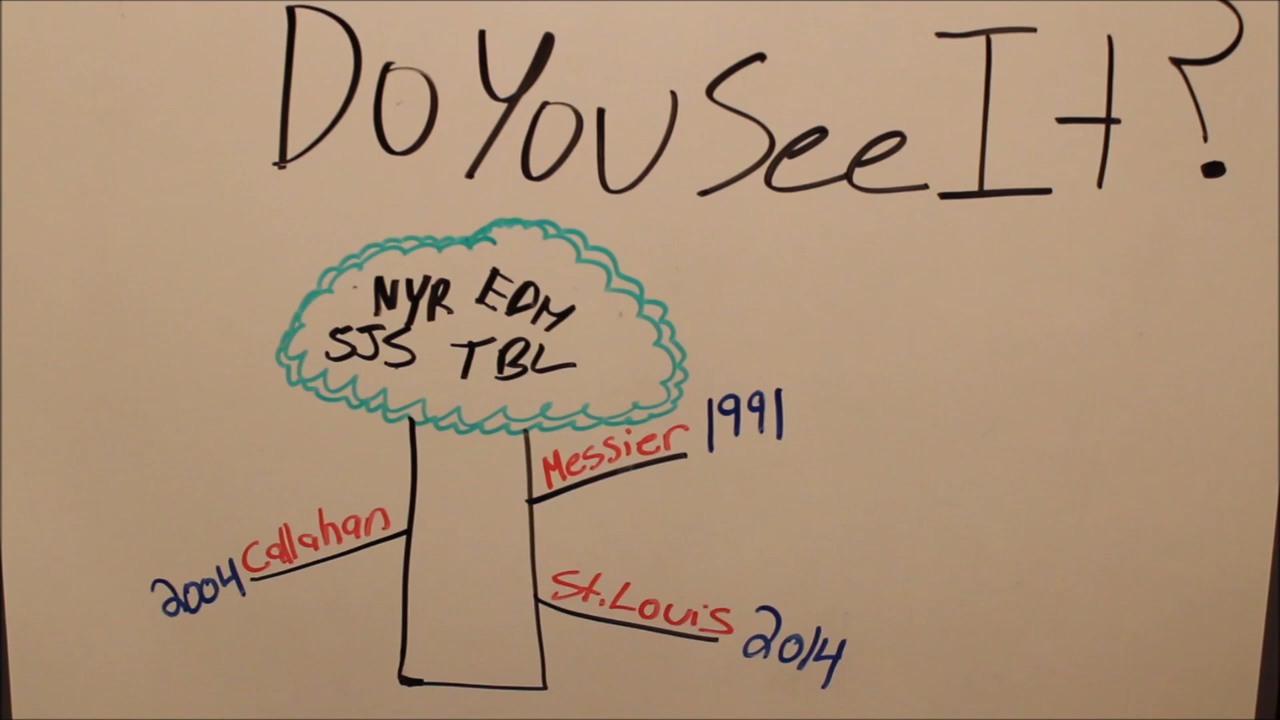 Do You See It?
NYR EDM
SJS TBL
Messier 1991
Callahan 2004
St. Louis 2014